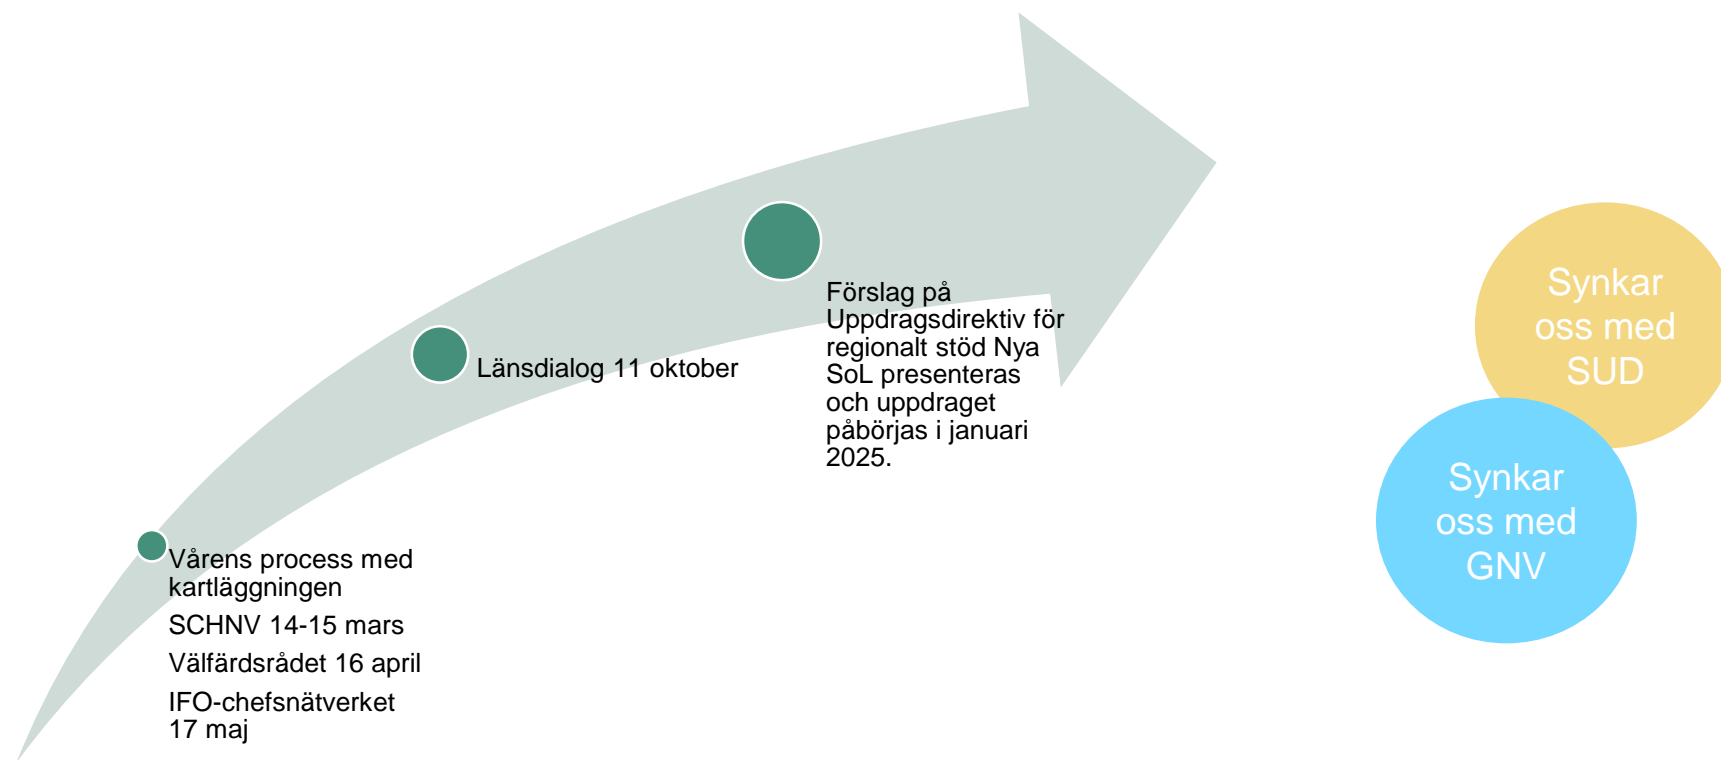 Vårens process med
kartläggningen
SCHNV 14-15 mars
Välfärdsrådet 16 april
IFO-chefsnätverket
17 maj
Länsdialog 11 oktober
Förslag på
Uppdragsdirektiv för
regionalt stöd Nya
SoL presenteras
och uppdraget
påbörjas i januari
2025.
Synkar
oss med
SUD
Synkar
oss med
GNV